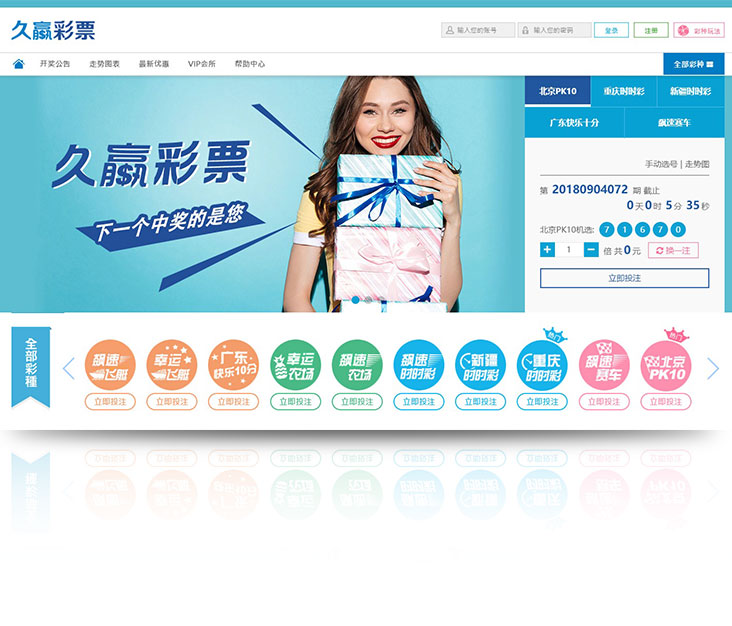 久赢彩票
输入您的账号
输入您的密码
登录
注册
彩种玩法
开奖公告
走势图表
最新优惠
VIP会所
帮助中心
全部彩种
久赢彩票
下一个中奖的是您
北京PK10
重庆时时彩
新疆时时彩
广东快乐十分
飙速赛车
手动选号 | 走势图
第 20180904072 期 截止
0 天 0 时 5 分 35 秒
北京PK10机选: 7 1 6 7 0
+ 1 − 倍 共 0 元 换一注
立即投注
全部彩種
飙速飞艇
幸运飞艇
广东快乐10分
幸运农场
飙速农场
飙速时时彩
新疆时时彩
热门
重庆时时彩
飙速赛车
热门
北京PK10
立即投注
立即投注
立即投注
立即投注
立即投注
立即投注
立即投注
立即投注
立即投注
立即投注